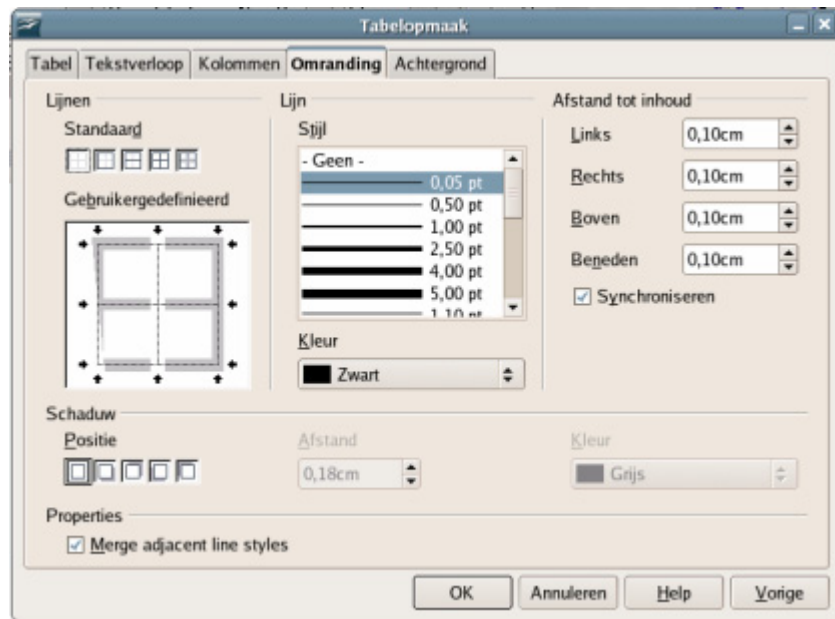 Tabelopmaak
Tabel Tekstverloop Kolommen Omranding Achtergrond
Lijnen
Standaard
Gebruikergedefinieerd
Lijn
Stijl
- Geen -
0,05 pt
0,50 pt
1,00 pt
2,50 pt
4,00 pt
5,00 pt
1,10 pt
Kleur
Zwart
Afstand tot inhoud
Links 0,10cm
Rechts 0,10cm
Boven 0,10cm
Beneden 0,10cm
Synchroniseren
Schaduw
Positie
Afstand
0,18cm
Kleur
Grijs
Properties
Merge adjacent line styles
OK Annuleren Help Vorige